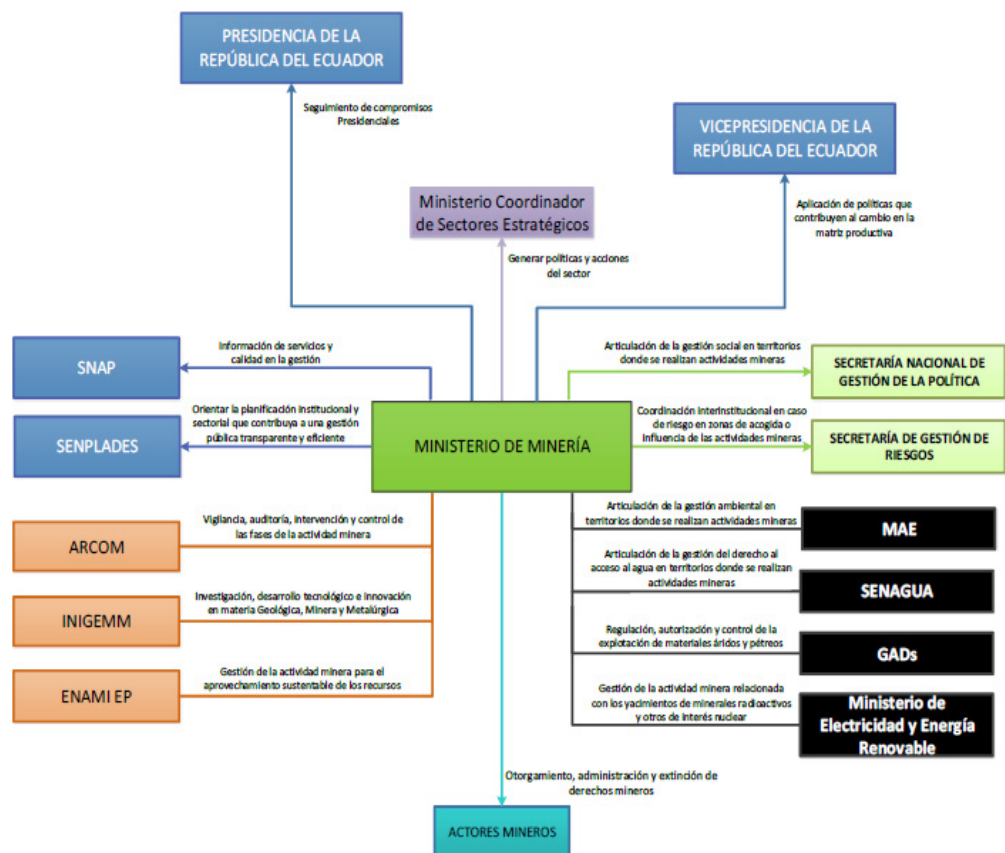 PRESIDENCIA DE LA
REPÚBLICA DEL ECUADOR
Seguimiento de compromisos
Presidenciales
VICEPRESIDENCIA DE LA
REPÚBLICA DEL ECUADOR
Ministerio Coordinador
de Sectores Estratégicos
Aplicación de políticas que
contribuyen al cambio en la
matriz productiva
Generar políticas y acciones
del sector
SNAP
Información de servicios y
calidad en la gestión
Articulación de la gestión social en territorios
donde se realizan actividades mineras
SECRETARÍA NACIONAL DE
GESTIÓN DE LA POLÍTICA
SENPLADES
Orientar la planificación institucional y
sectorial que contribuya a una gestión
pública transparente y eficiente
MINISTERIO DE MINERÍA
Coordinación interinstitucional en caso
de riesgo en zonas de acogida o
influencia de las actividades mineras
SECRETARÍA DE GESTIÓN DE
RIESGOS
ARCOM
Vigilancia, auditoría, intervención y control de
las fases de la actividad minera
Articulación de la gestión ambiental en
territorios donde se realizan actividades mineras
MAE
Articulación de la gestión del derecho al
acceso al agua en territorios donde se realizan
actividades mineras
SENAGUA
INIGEMM
Investigación, desarrollo tecnológico e innovación
en materia Geológica, Minera y Metalúrgica
Regulación, autorización y control de la
explotación de materiales áridos y pétreos
GADs
ENAMI EP
Gestión de la actividad minera para el
aprovechamiento sustentable de los recursos
Gestión de la actividad minera relacionada
con los yacimientos de minerales radioactivos
y otros de interés nuclear
Ministerio de
Electricidad y Energía
Renovable
Otorgamiento, administración y extinción de
derechos mineros
ACTORES MINEROS